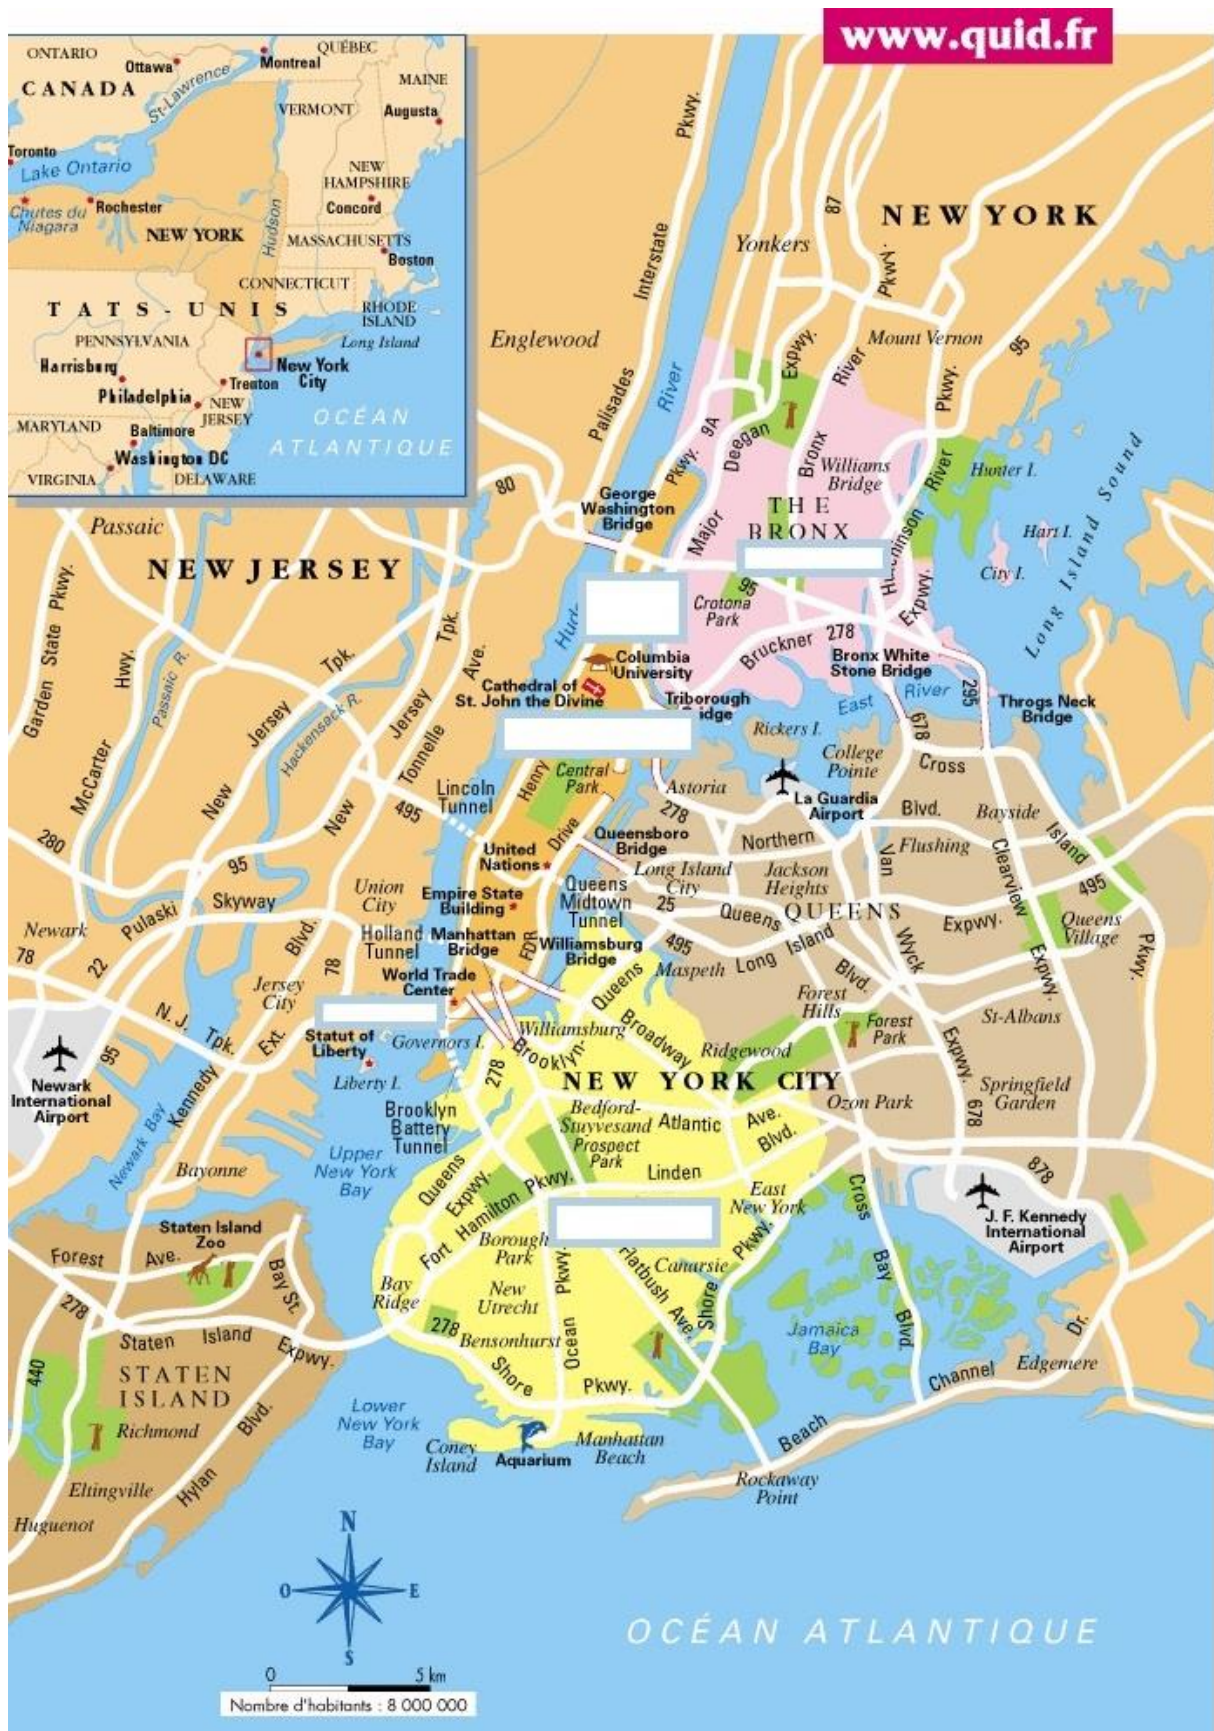 www.quid.fr
ONTARIO
QUÉBEC
Ottawa
Montreal
CANADA
St-Lawrence
MAINE
VERMONT
Augusta
Toronto
Lake Ontario
NEW
HAMPSHIRE
Chutes du
Niagara
Rochester
Concord
NEW YORK
Hudson
MASSACHUSETTS
Boston
CONNECTICUT
TATS - UNIS
RHODE
ISLAND
PENNSYLVANIA
Long Island
Harrisburg
New York
City
Trenton
Philadelphia
NEW
JERSEY
OCÉAN
ATLANTIQUE
MARYLAND
Baltimore
Washington DC
VIRGINIA
DELAWARE
Pkwy.
Interstate
Palisades
River
87
NEW YORK
Yonkers
Pkwy.
Englewood
Mount Vernon
95
Expwy.
River
Pkwy.
9A
Pkwy.
Deegan
Bronx
Williams
Bridge
River
Hunter I.
80
George
Washington
Bridge
THE
BRONX
Major
Hart I.
City I.
Long Island Sound
Passaic
NEW JERSEY
Garden State Pkwy.
Hwy.
McCarter
Passaic R.
Tpk.
Jersey
New
Hackensack R.
Tpk.
Jersey
New
Ave.
Tonnelle
95
Crotona
Park
Expwy.
Bruckner
278
Bronx White
Stone Bridge
Columbia
University
Cathedral of
St. John the Divine
Triborough
East
River
295
Throgs Neck
Bridge
Rickers I.
678
College
Pointe
Cross
Central
Park
Henry
Lincoln
Tunnel
495
Astoria
278
La Guardia
Airport
Blvd.
Bayside
Island
280
95
Drive
Queensboro
Bridge
Northern
Van
Flushing
Clearview
United
Nations
Long Island
City
Jackson
Heights
495
Skyway
Pulaski
Union
City
Empire State
Building
Queens
Midtown
Tunnel
25
Queens
QUEENS
Expwy.
Queens
Village
Newark
78
22
Blvd.
78
Holland
Tunnel
Manhattan
Bridge
FDR
Williamsburg
Bridge
495
Long Island
Wyck
Expwy.
Pkwy.
World Trade
Center
Queens
Maspeth
Blvd.
Jersey
City
Forest
Hills
Forest
Park
St-Albans
N.J.
Tpk.
Ext.
Statut of
Liberty
Governors I.
Williamsburg
Broadway
Brooklyn-
Ridgewood
Expwy.
95
Newark
International
Airport
Kennedy
Liberty I.
278
NEW YORK CITY
Springfield
Garden
Ozon Park
678
Brooklyn
Battery
Tunnel
Bedford-
Stuyvesand
Atlantic
Ave.
Prospect
Park
Blvd.
Newark Bay
Bayonne
Upper
New York
Bay
Queens
Expwy.
Linden
878
Fort Hamilton Pkwy.
East
New York
Cross
J. F. Kennedy
International
Airport
Staten Island
Zoo
Forest
Ave.
Bay St.
Borough
Park
Pkwy.
Canarsie
Pkwy.
Bay
Bay
Ridge
New
Utrecht
Flatbush Ave.
Shore
278
Staten
Island
Expwy.
278
Bensonhurst
Ocean
Jamaica
Bay
Blvd.
Dr.
440
STATEN
ISLAND
Shore
Pkwy.
Channel
Edgemere
Richmond
Blvd.
Lower
New York
Bay
Coney
Island
Aquarium
Manhattan
Beach
Beach
Eltingville
Hylan
Rockaway
Point
Huguenot
N
O
E
S
OCÉAN ATLANTIQUE
0
5 km
Nombre d'habitants : 8 000 000